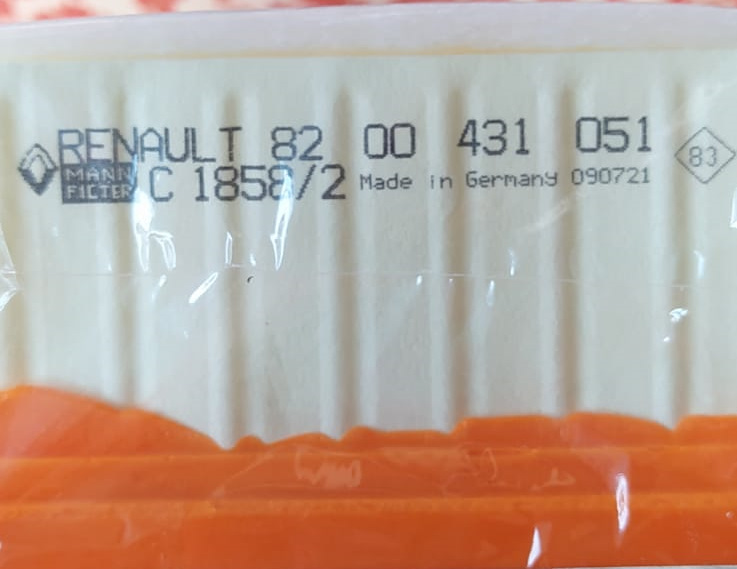 RENAULT 82 00 431 051
MANN FILTER C 1858/2 Made in Germany 090721
83